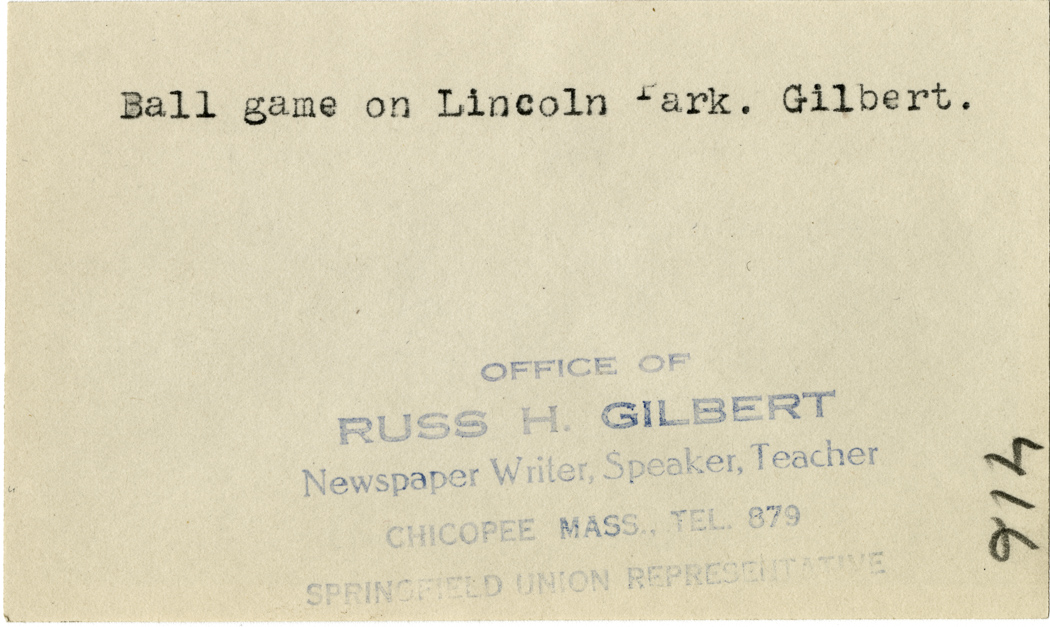 Ball game on Lincoln Park. Gilbert.
OFFICE OF
RUSS H. GILBERT
Newspaper Writer, Speaker, Teacher
CHICOPEE MASS., TEL. 879
SPRINGFIELD UNION REPRESENTATIVE
914